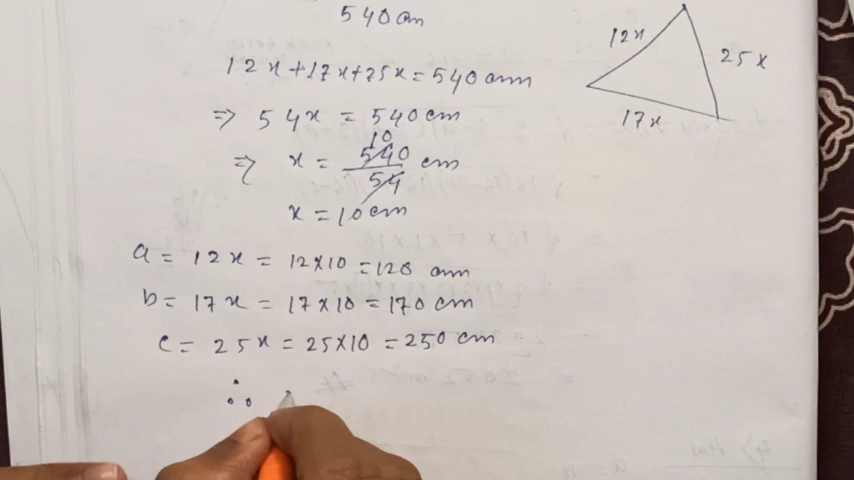 540 cm
12x
25x
17x
12x+17x+25x = 540 cm
⇒ 54x = 540 cm
10
⇒ x = 540/54 cm
x = 10 cm
a = 12x = 12×10 = 120 cm
b = 17x = 17×10 = 170 cm
c = 25x = 25×10 = 250 cm
∴